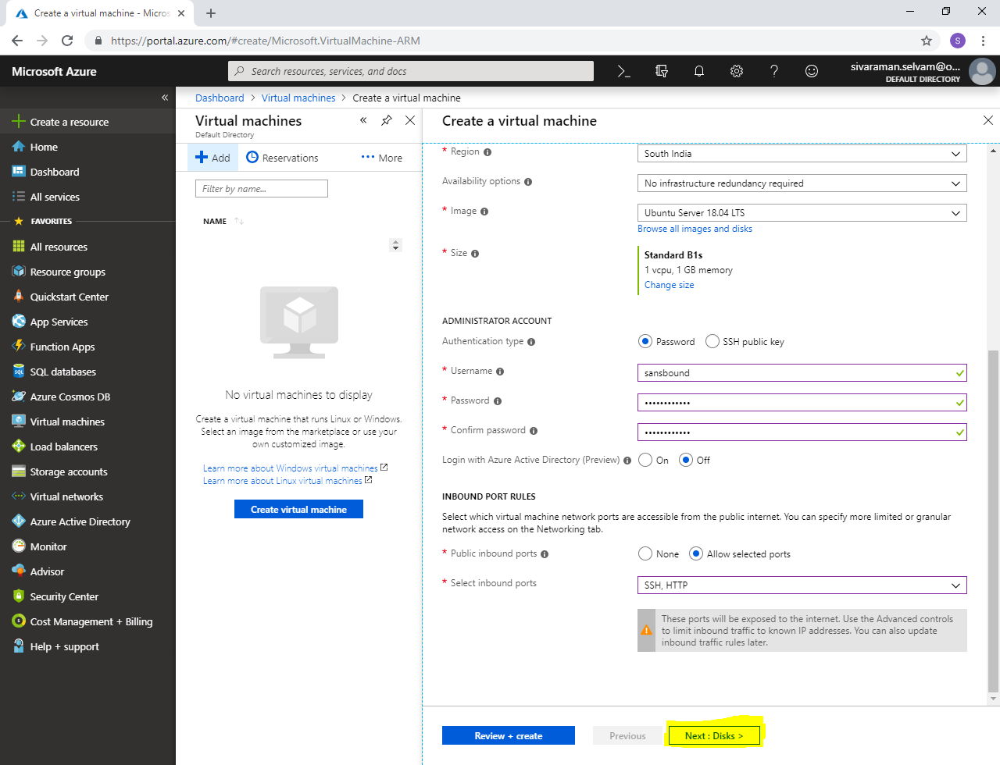 Create a virtual machine - Micros
https://portal.azure.com/#create/Microsoft.VirtualMachine-ARM
S
Microsoft Azure
Search resources, services, and docs
sivaraman.selvam@o...
DEFAULT DIRECTORY
Create a resource
Home
Dashboard
All services
FAVORITES
All resources
Resource groups
Quickstart Center
App Services
Function Apps
SQL databases
Azure Cosmos DB
Virtual machines
Load balancers
Storage accounts
Virtual networks
Azure Active Directory
Monitor
Advisor
Security Center
Cost Management + Billing
Help + support
Dashboard > Virtual machines > Create a virtual machine
Virtual machines
Default Directory
Add
Reservations
More
Filter by name...
NAME
No virtual machines to display
Create a virtual machine that runs Linux or Windows.
Select an image from the marketplace or use your
own customized image.
Learn more about Windows virtual machines
Learn more about Linux virtual machines
Create virtual machine
Create a virtual machine
* Region
South India
Availability options
No infrastructure redundancy required
* Image
Ubuntu Server 18.04 LTS
Browse all images and disks
* Size
Standard B1s
1 vcpu, 1 GB memory
Change size
ADMINISTRATOR ACCOUNT
Authentication type
Password
SSH public key
* Username
sansbound
* Password
••••••••••••
* Confirm password
••••••••••••
Login with Azure Active Directory (Preview)
On
Off
INBOUND PORT RULES
Select which virtual machine network ports are accessible from the public internet. You can specify more limited or granular
network access on the Networking tab.
* Public inbound ports
None
Allow selected ports
* Select inbound ports
SSH, HTTP
These ports will be exposed to the internet. Use the Advanced controls
to limit inbound traffic to known IP addresses. You can also update
inbound traffic rules later.
Review + create
Previous
Next : Disks >